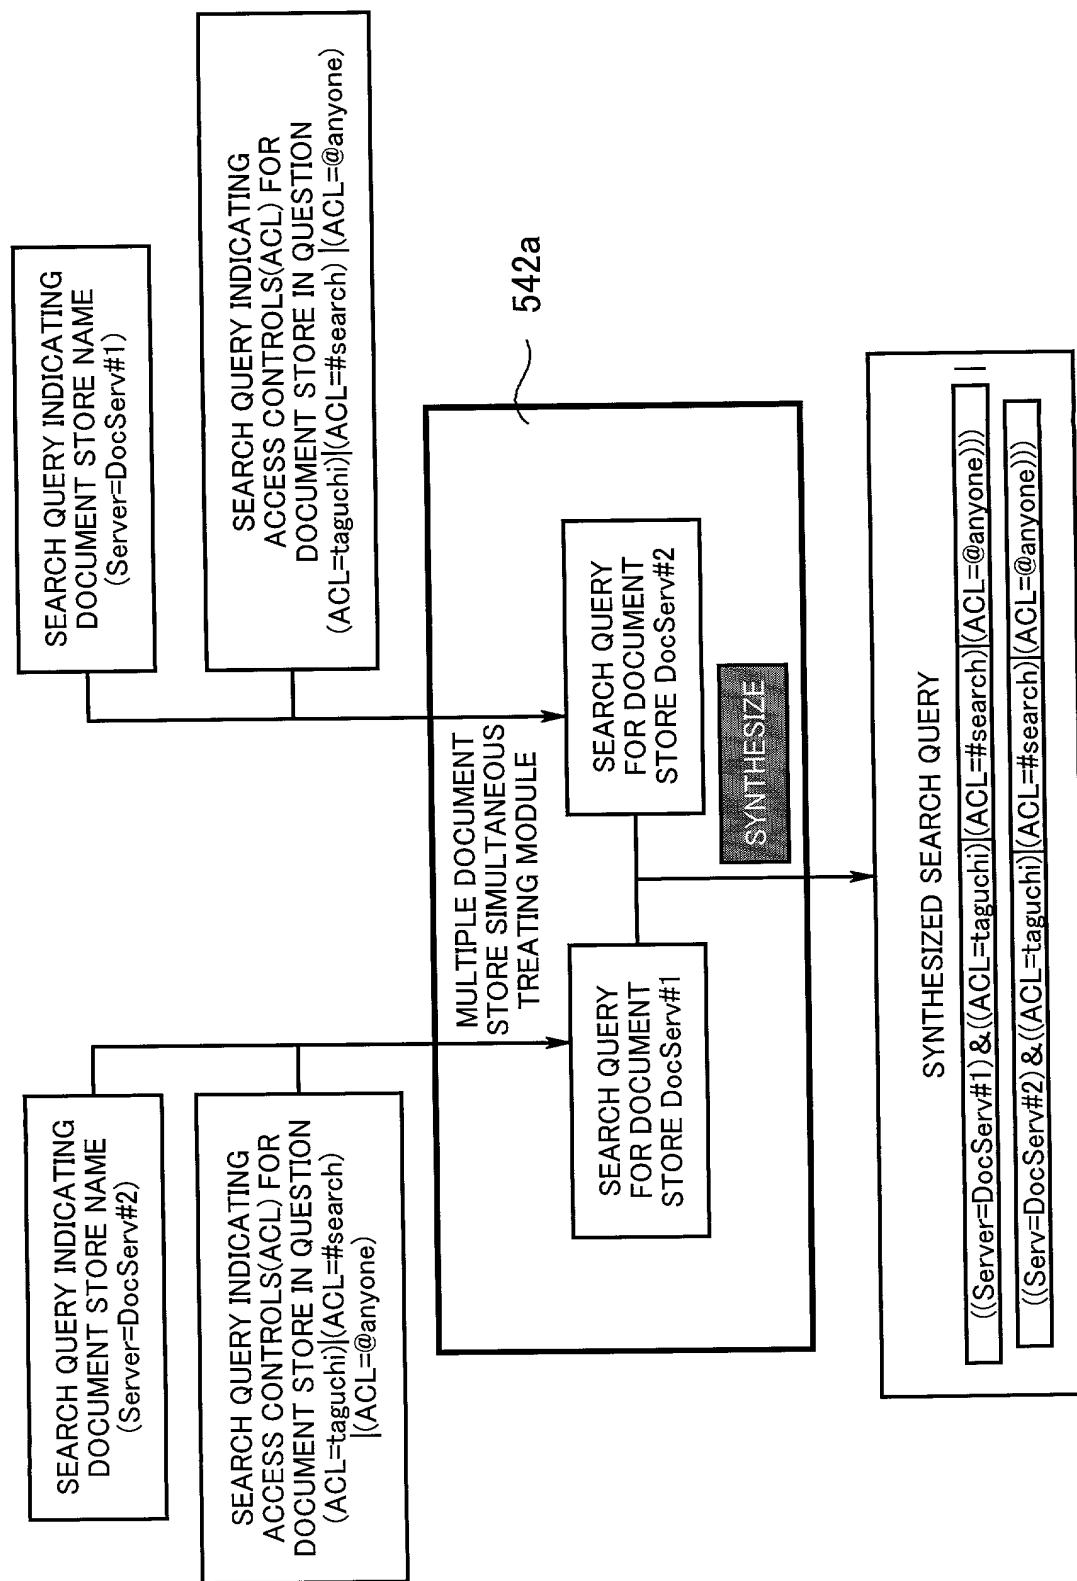 SEARCH QUERY INDICATING
DOCUMENT STORE NAME
(Server=DocServ#2)
SEARCH QUERY INDICATING
DOCUMENT STORE NAME
(Server=DocServ#1)
SEARCH QUERY INDICATING
ACCESS CONTROLS(ACL) FOR
DOCUMENT STORE IN QUESTION
(ACL=taguchi)|(ACL=#search)
|(ACL=@anyone)
SEARCH QUERY INDICATING
ACCESS CONTROLS(ACL) FOR
DOCUMENT STORE IN QUESTION
(ACL=taguchi)|(ACL=#search) |(ACL=@anyone)
542a
MULTIPLE DOCUMENT
STORE SIMULTANEOUS
TREATING MODULE
SEARCH QUERY
FOR DOCUMENT
STORE DocServ#1
SEARCH QUERY
FOR DOCUMENT
STORE DocServ#2
SYNTHESIZE
SYNTHESIZED SEARCH QUERY
((Server=DocServ#1)&((ACL=taguchi)|(ACL=#search)|(ACL=@anyone))) |
((Serv=DocServ#2)&((ACL=taguchi)|(ACL=#search)|(ACL=@anyone)))